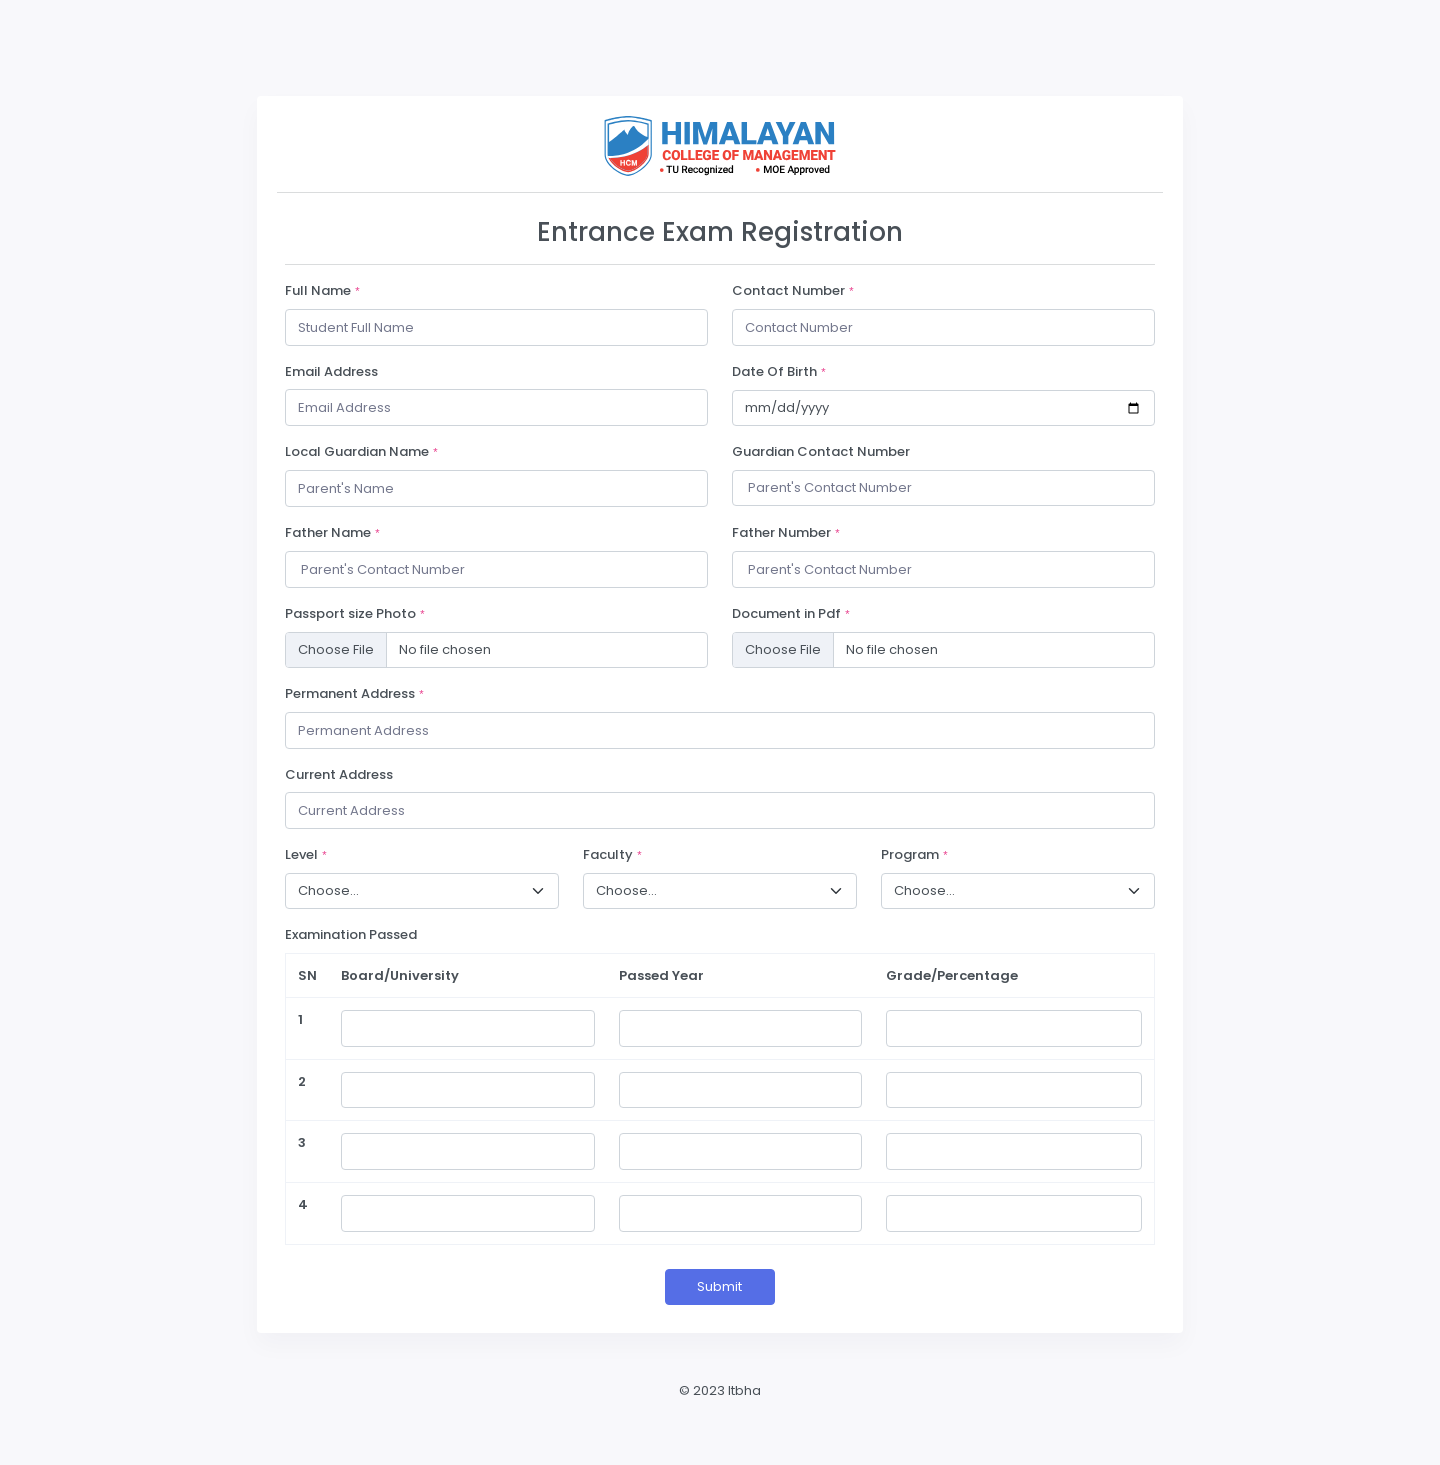 HIMALAYAN
COLLEGE OF MANAGEMENT
HCM
• TU Recognized • MOE Approved
Entrance Exam Registration
Full Name * Contact Number *
Student Full Name Contact Number
Email Address Date Of Birth *
Email Address mm/dd/yyyy
Local Guardian Name * Guardian Contact Number
Parent's Name Parent's Contact Number
Father Name * Father Number *
Parent's Contact Number Parent's Contact Number
Passport size Photo * Document in Pdf *
Choose File No file chosen Choose File No file chosen
Permanent Address *
Permanent Address
Current Address
Current Address
Level * Faculty * Program *
Choose... Choose... Choose...
Examination Passed
SN Board/University Passed Year Grade/Percentage
1
2
3
4
Submit
© 2023 Itbha